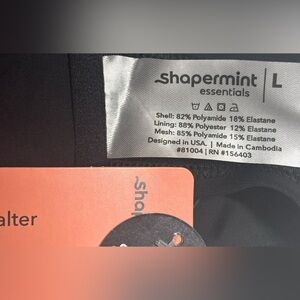 shapermint | L
essentials
Shell: 82% Polyamide 18% Elastane
Lining: 88% Polyester 12% Elastane
Mesh: 85% Polyamide 15% Elastane
Designed in USA. | Made in Cambodia
#81004 | RN #156403
alter
shap